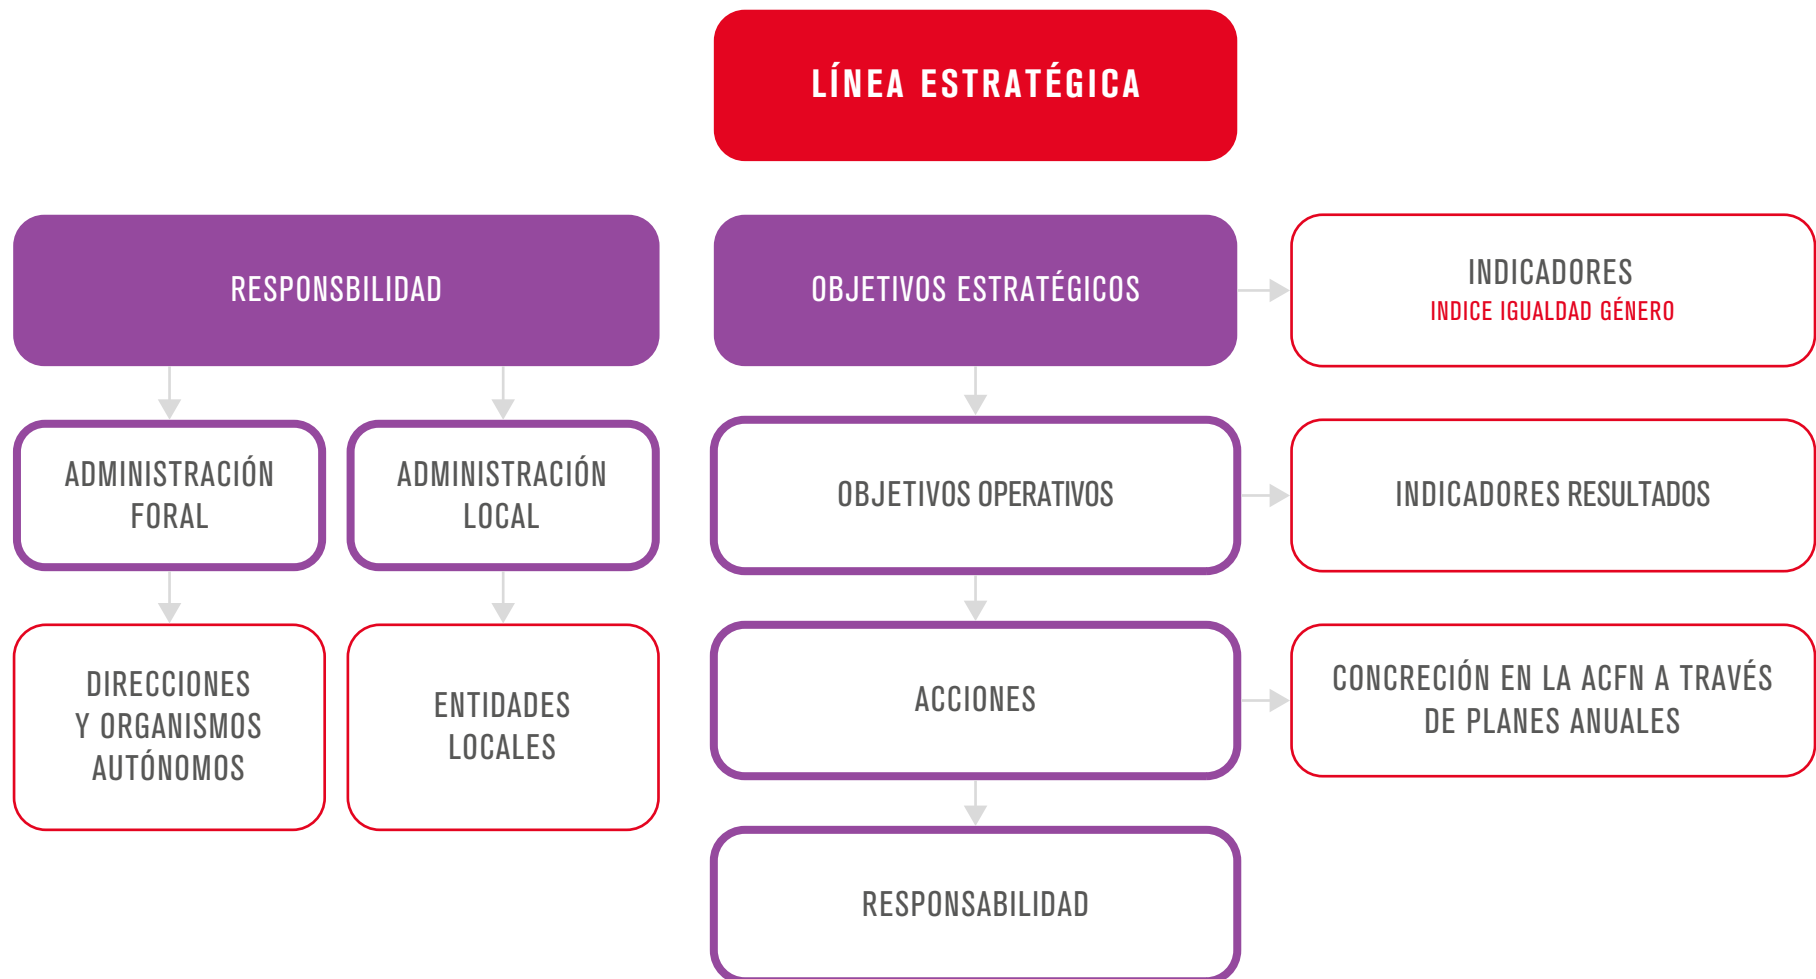 LÍNEA ESTRATÉGICA
RESPONSBILIDAD
OBJETIVOS ESTRATÉGICOS
INDICADORES
INDICE IGUALDAD GÉNERO
ADMINISTRACIÓN
FORAL
ADMINISTRACIÓN
LOCAL
OBJETIVOS OPERATIVOS
INDICADORES RESULTADOS
DIRECCIONES
Y ORGANISMOS
AUTÓNOMOS
ENTIDADES
LOCALES
ACCIONES
CONCRECIÓN EN LA ACFN A TRAVÉS
DE PLANES ANUALES
RESPONSABILIDAD